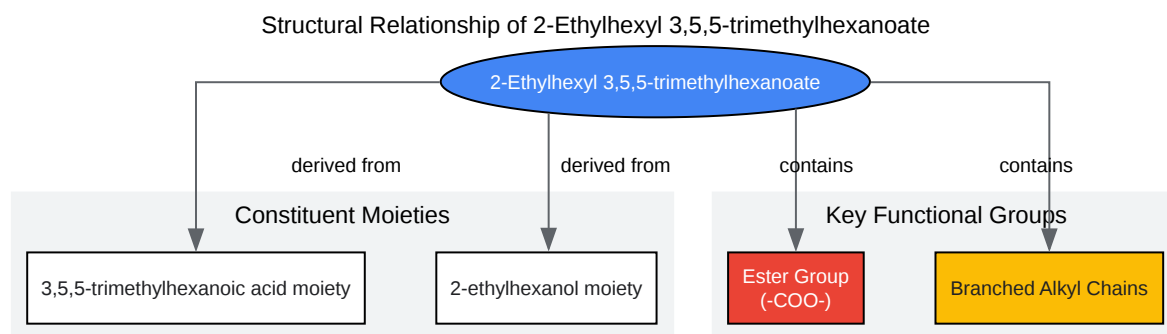 Structural Relationship of 2-Ethylhexyl 3,5,5-trimethylhexanoate
2-Ethylhexyl 3,5,5-trimethylhexanoate
derived from
derived from
contains
contains
Constituent Moieties
Key Functional Groups
3,5,5-trimethylhexanoic acid moiety
2-ethylhexanol moiety
Ester Group
(-COO-)
Branched Alkyl Chains